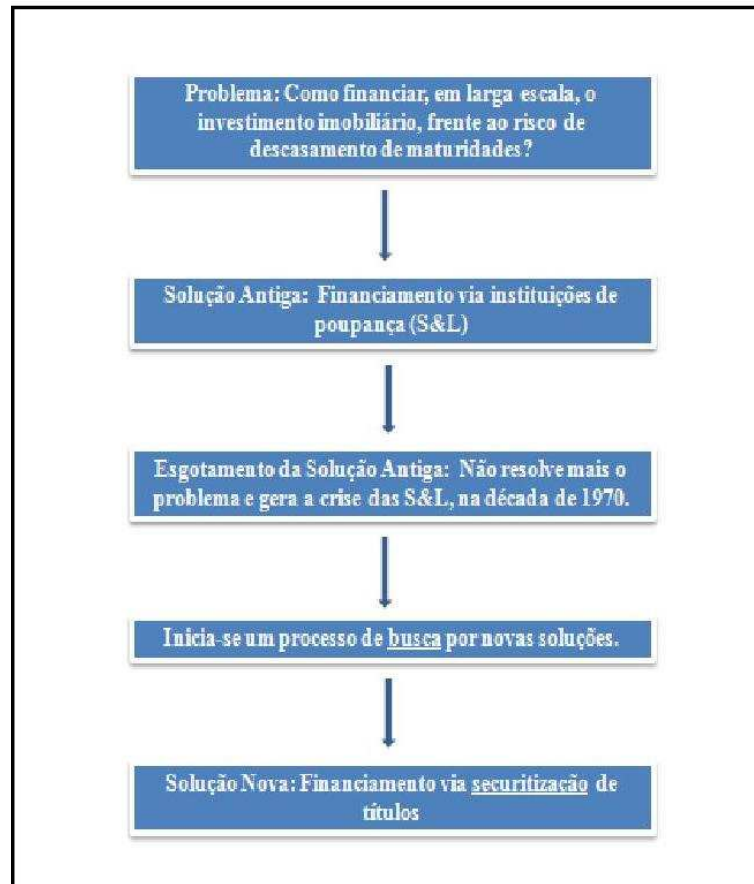 Problema: Como financiar, em larga escala, o
investimento imobiliário, frente ao risco de
descasamento de maturidades?
Solução Antiga: Financiamento via instituições de
poupança (S&L)
Esgotamento da Solução Antiga: Não resolve mais o
problema e gera a crise das S&L, na década de 1970.
Inicia-se um processo de busca por novas soluções.
Solução Nova: Financiamento via securitização de
títulos